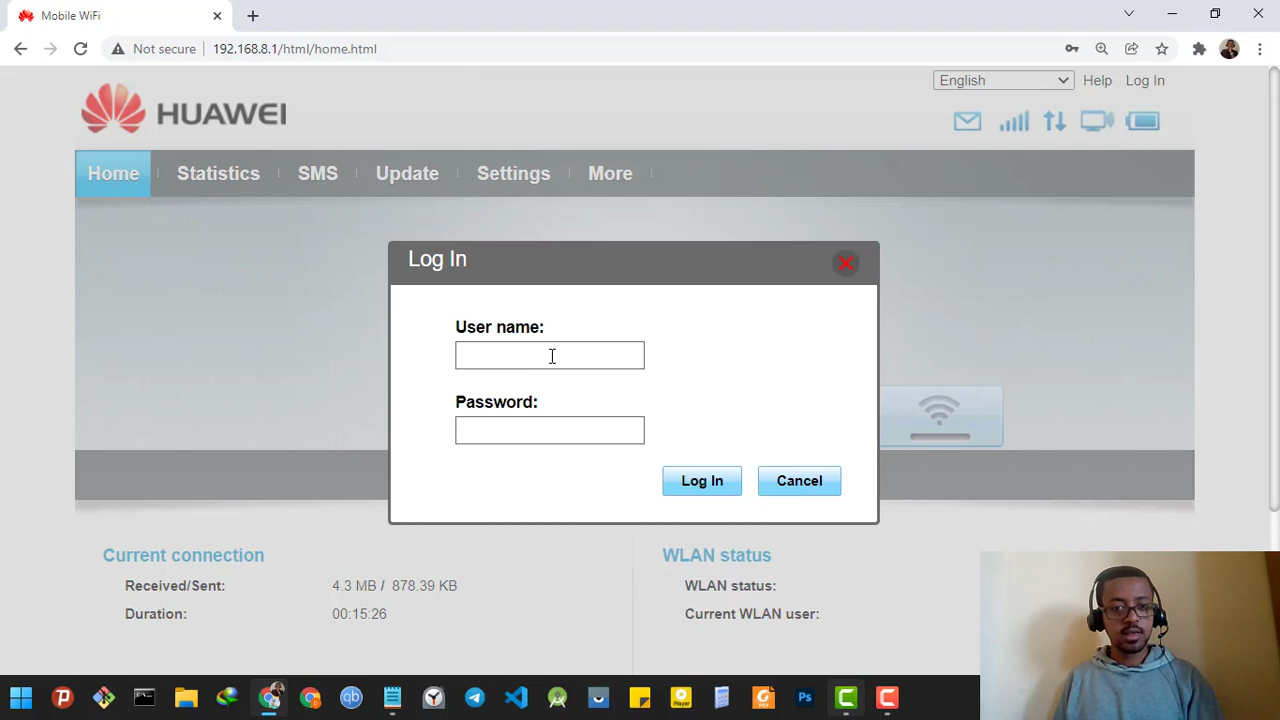 Mobile WiFi
Not secure 192.168.8.1/html/home.html
English Help Log In
HUAWEI
Home Statistics SMS Update Settings More
Log In
User name:
Password:
Log In Cancel
Current connection
Received/Sent: 4.3 MB / 878.39 KB
Duration: 00:15:26
WLAN status
WLAN status:
Current WLAN user:
Ps